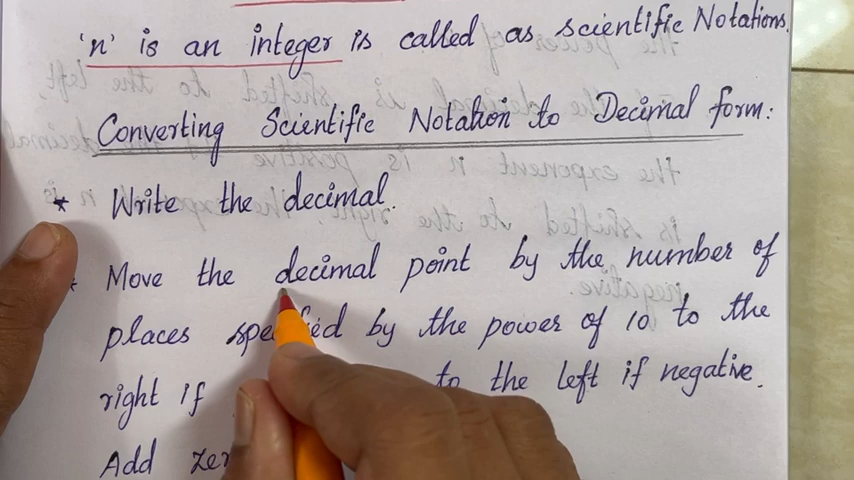 'n' is an integer is called as scientific Notations.
Converting Scientific Notation to Decimal form:
* Write the decimal.
* Move the decimal point by the number of
places specified by the power of 10 to the
right if to the left if negative.
Add